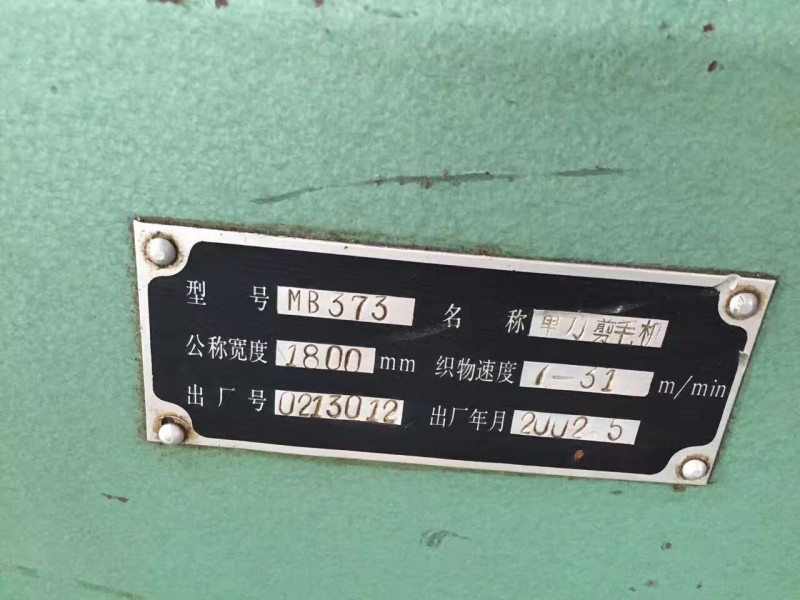 型 号 MB373 名 称 单刀剪毛机
公称宽度 1800 mm 织物速度 7-31 m/min
出厂号 0213012 出厂年月 2002.5